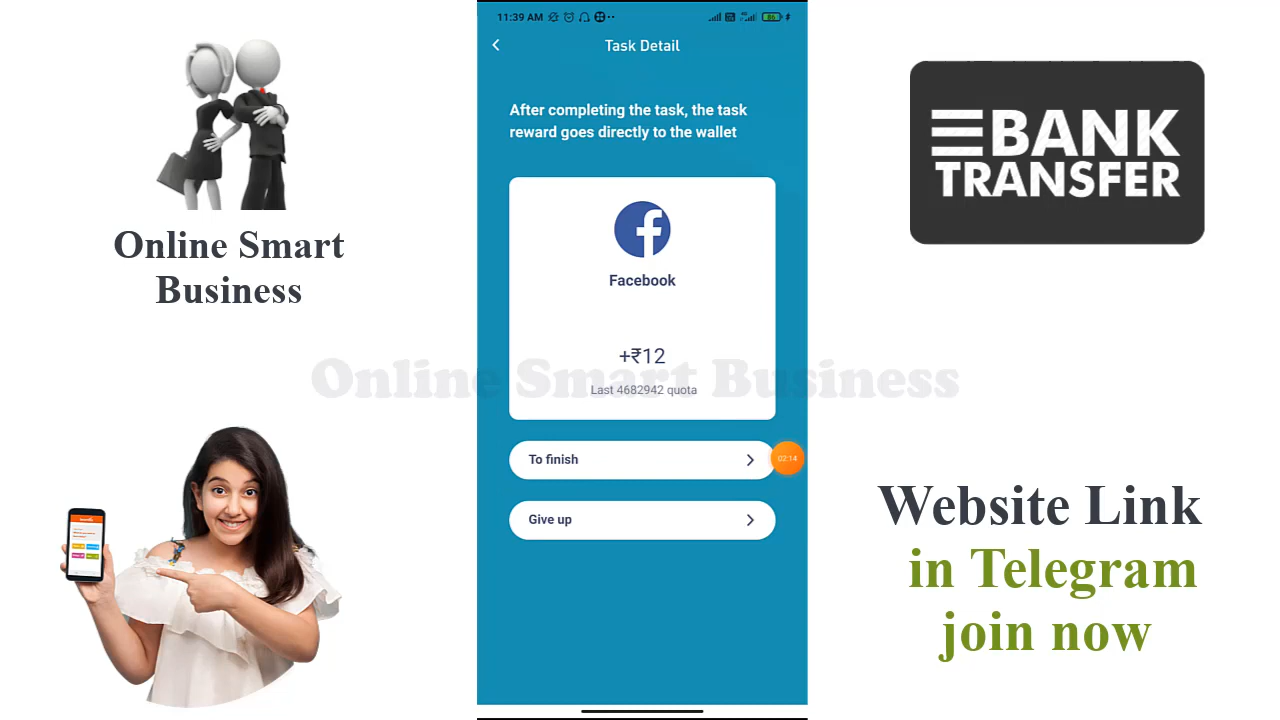 Online Smart
Business
11:39 AM
Task Detail
After completing the task, the task
reward goes directly to the wallet
Facebook
+₹12
Last 4682942 quota
To finish
02:14
Give up
Online Smart Business
BANK
TRANSFER
Website Link
in Telegram
join now